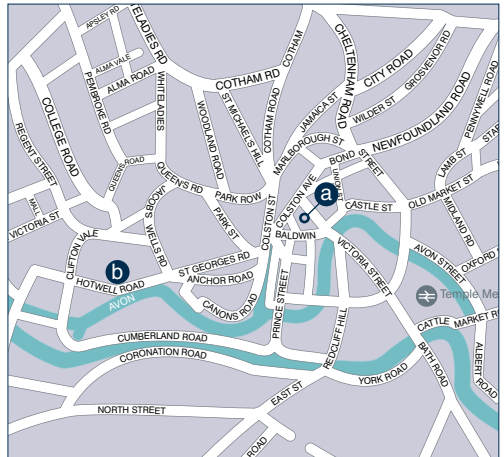 APSLEY RD
ELADIES RD
COTHAM
CHELTENHAM ROAD
CITY ROAD
GROSVENOR RD
ALMA VALE
ALMA ROAD
PEMBROKE RD
WHITELADIES
COTHAM RD
COLLEGE ROAD
REGENT STREET
WOODLAND ROAD
ST MICHAEL'S HILL
COTHAM ROAD
JAMAICA ST
WILDER ST
NEWFOUNDLAND ROAD
PENNYWELL RD
MARLBOROUGH ST
BOND
STREET
LAMB ST
QUEENS ROAD
QUEEN'S RD
PARK ROW
COLSTON AVE
UNION ST
a
CASTLE ST
OLD MARKET ST
MIDLAND RD
MALL
VICTORIA ST
JACOBS WELLS RD
PARK ST
COLSTON ST
BALDWIN
VICTORIA STREET
AVON STREET
OXFORD
CLIFTON VALE
b
HOTWELL ROAD
AVON
ST GEORGES RD
ANCHOR ROAD
CANONS ROAD
PRINCE STREET
REDCLIFF HILL
Temple Me
CATTLE MARKET R
CUMBERLAND ROAD
CORONATION ROAD
BATH ROAD
ALBERT ROAD
YORK ROAD
EAST ST
NORTH STREET
ROAD